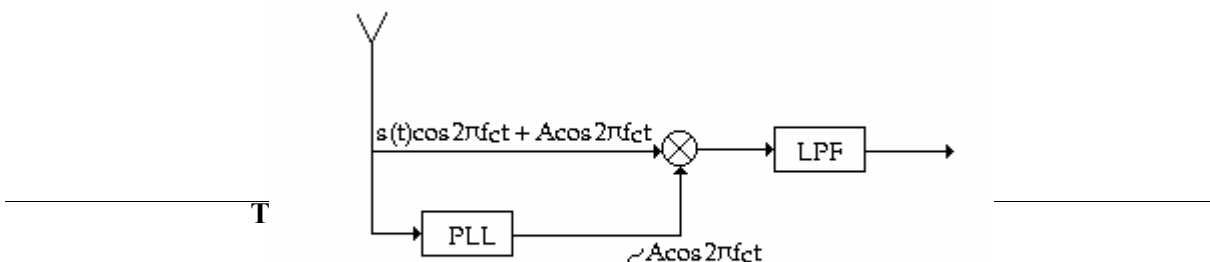 s(t)cos2πfct + Acos2πfct
LPF
T
PLL
Acos2πfct